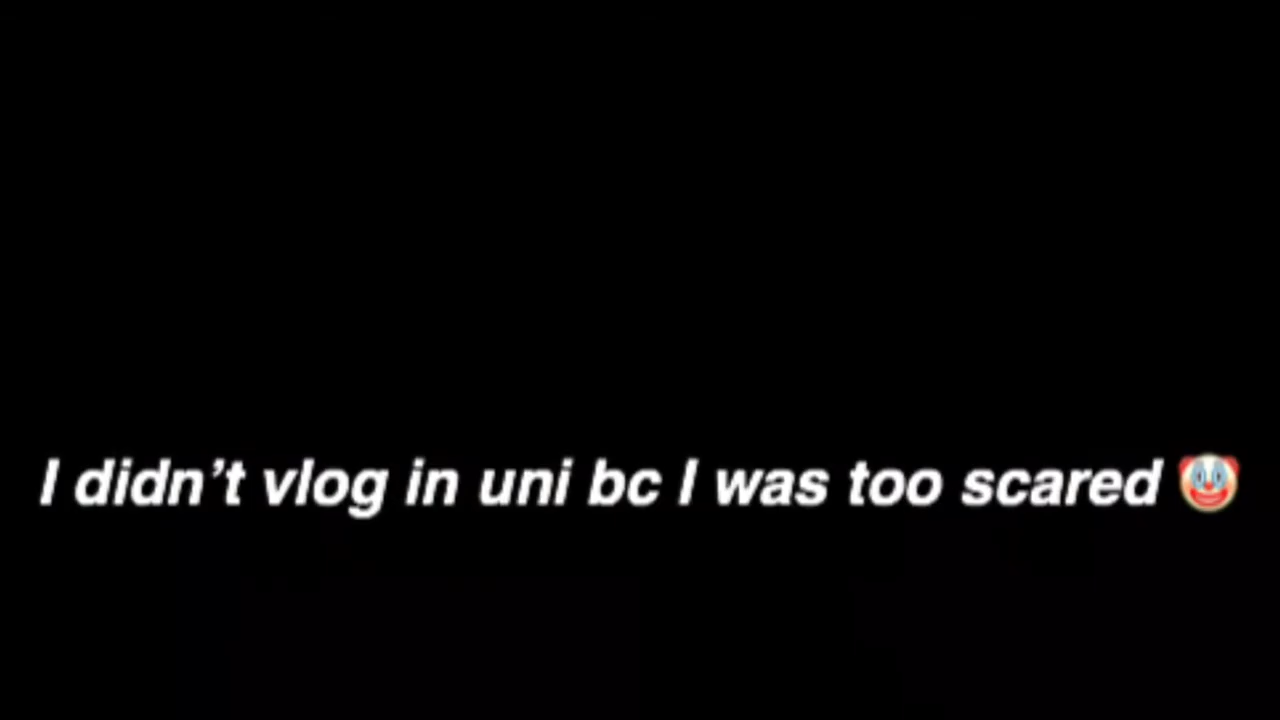 I didn’t vlog in uni bc I was too scared 🤡